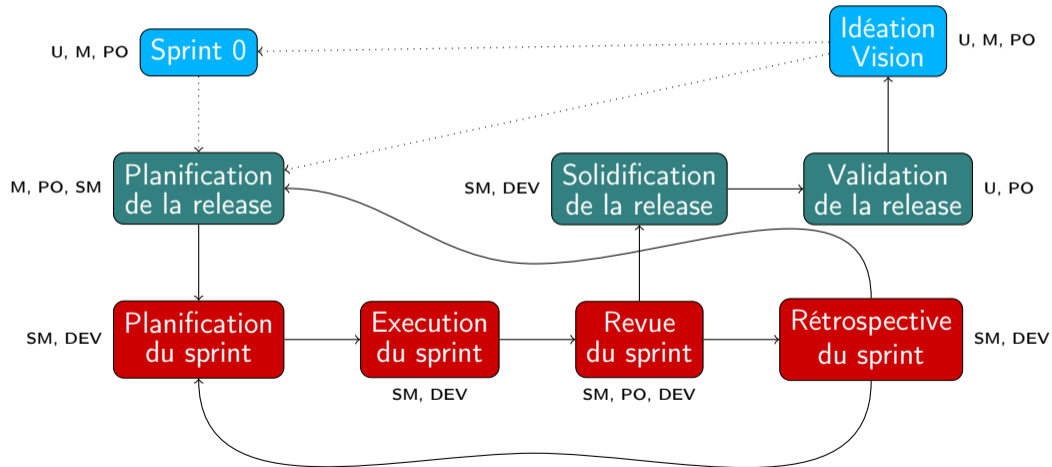 U, M, PO
Sprint 0
Idéation
Vision
U, M, PO
M, PO, SM
Planification
de la release
SM, DEV
Solidification
de la release
Validation
de la release
U, PO
SM, DEV
Planification
du sprint
Execution
du sprint
SM, DEV
Revue
du sprint
SM, PO, DEV
Rétrospective
du sprint
SM, DEV